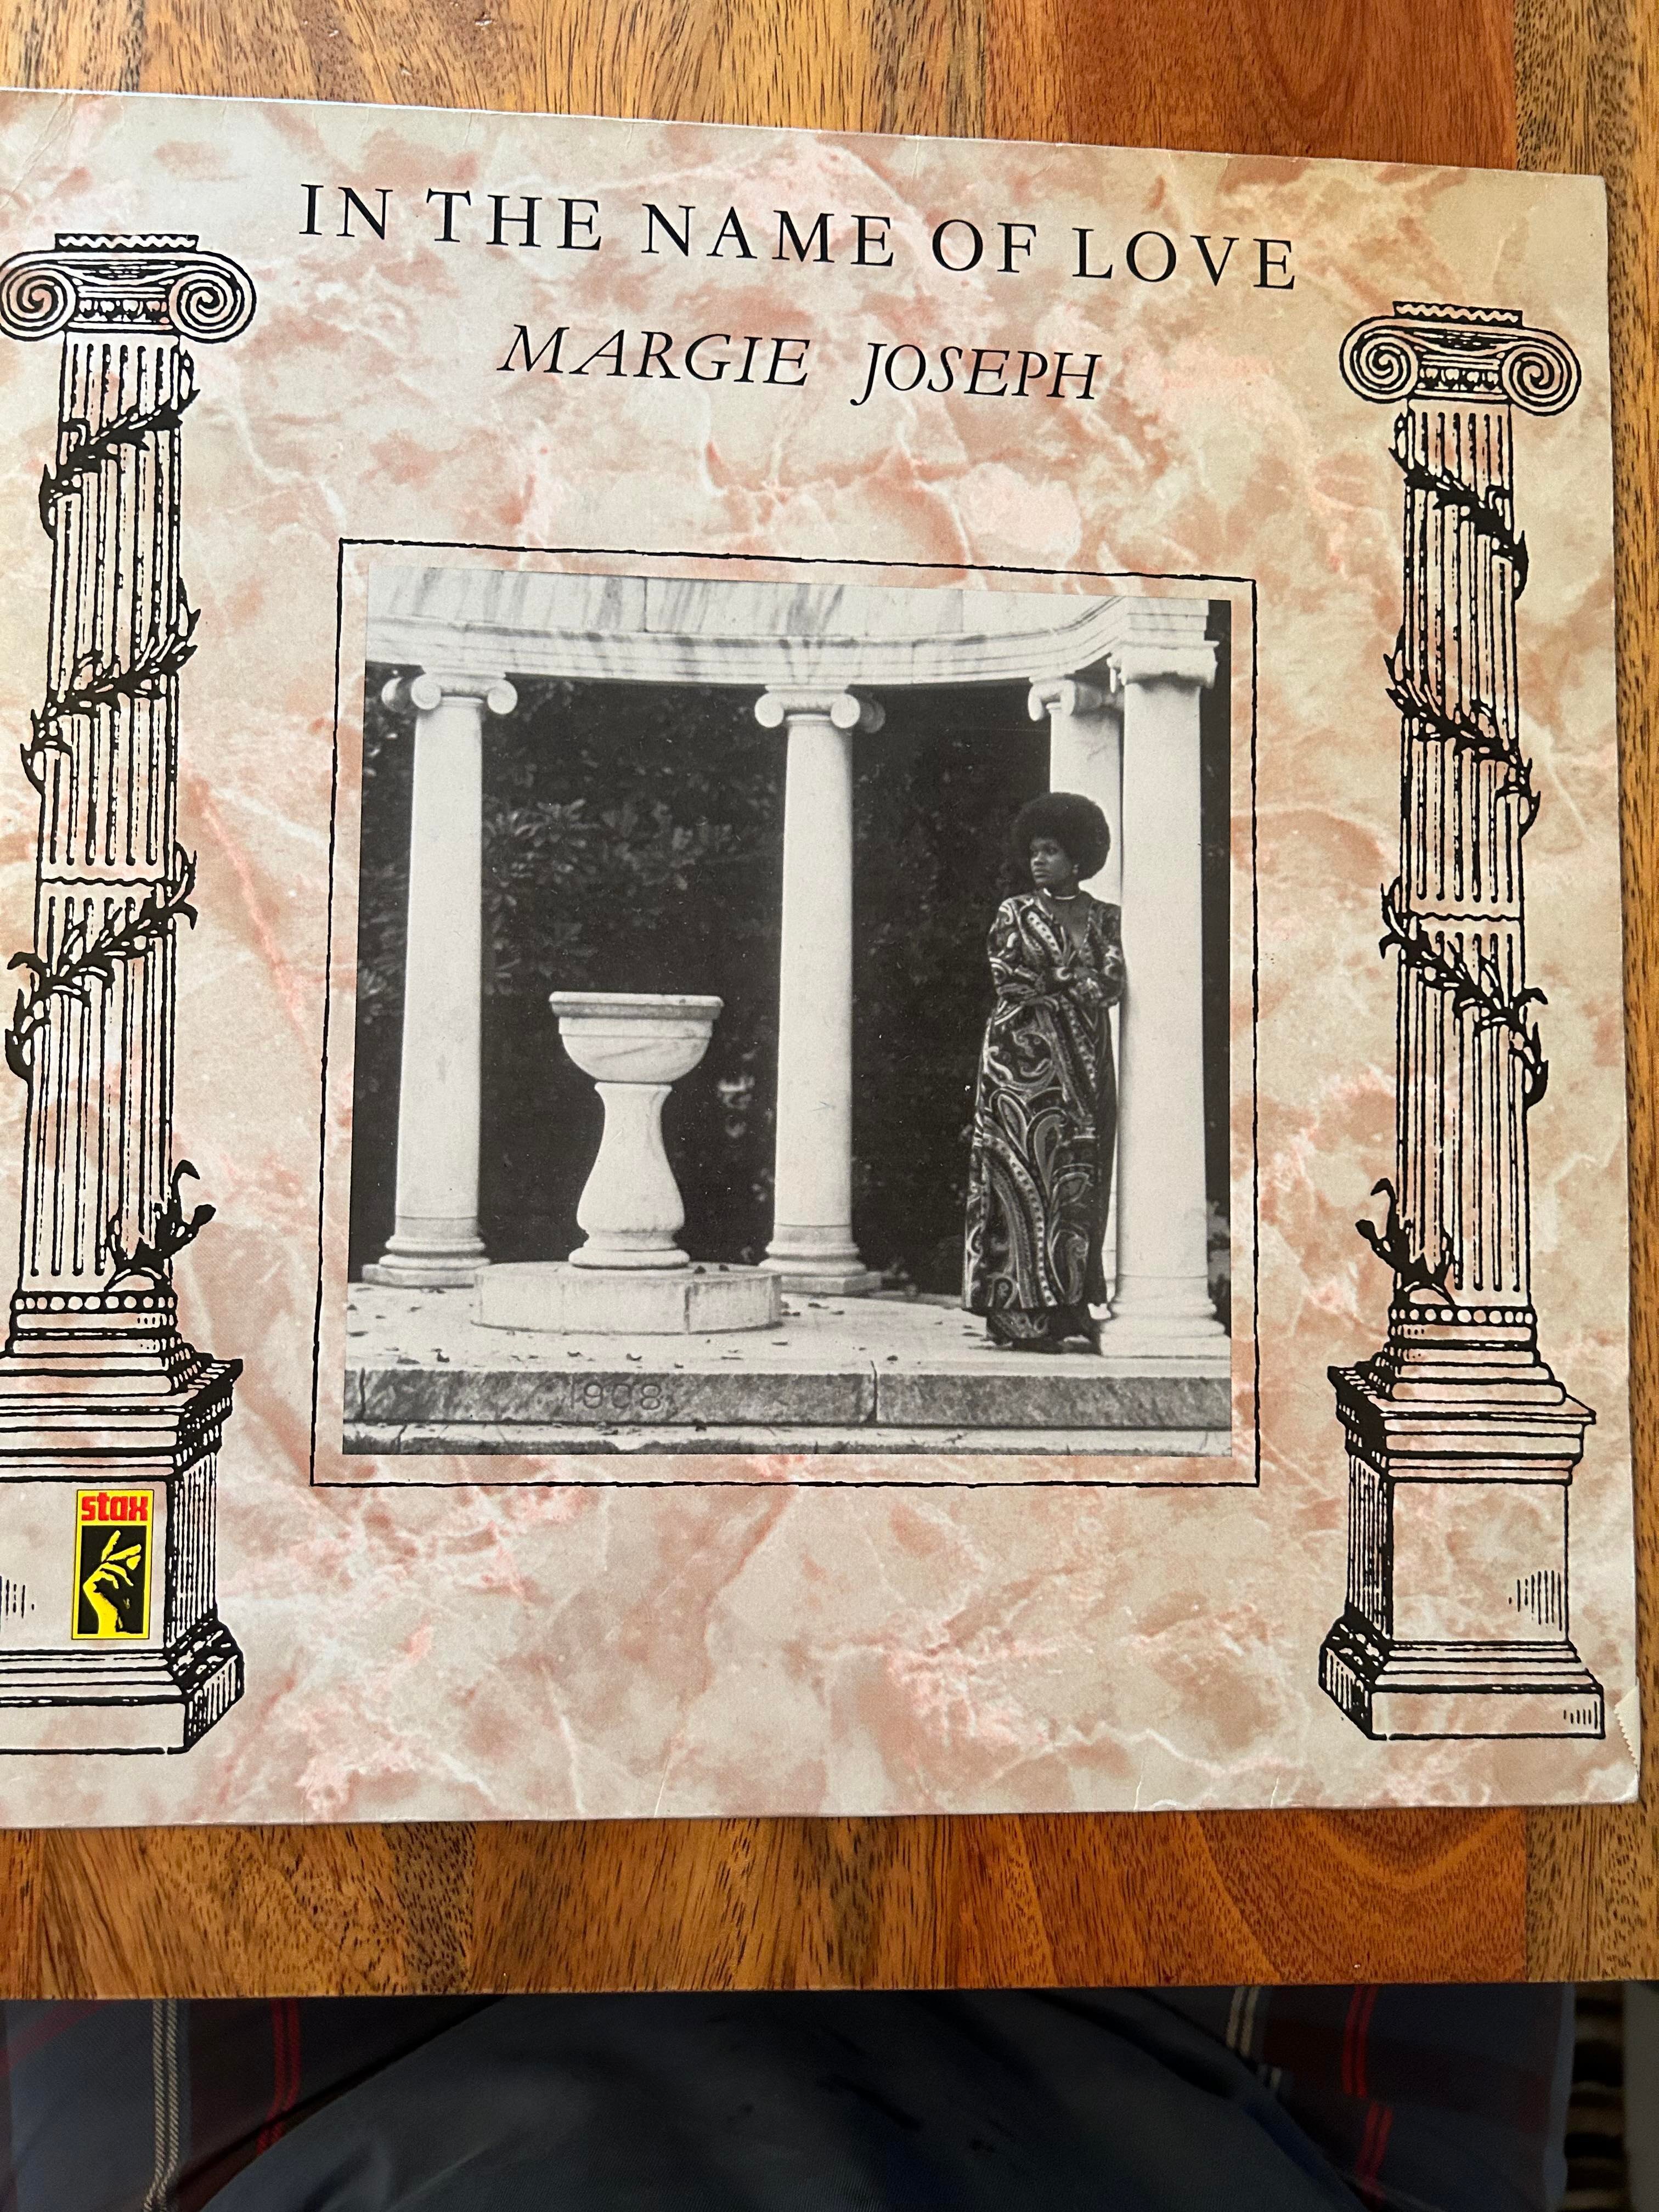 IN THE NAME OF LOVE
MARGIE JOSEPH
1908
stax